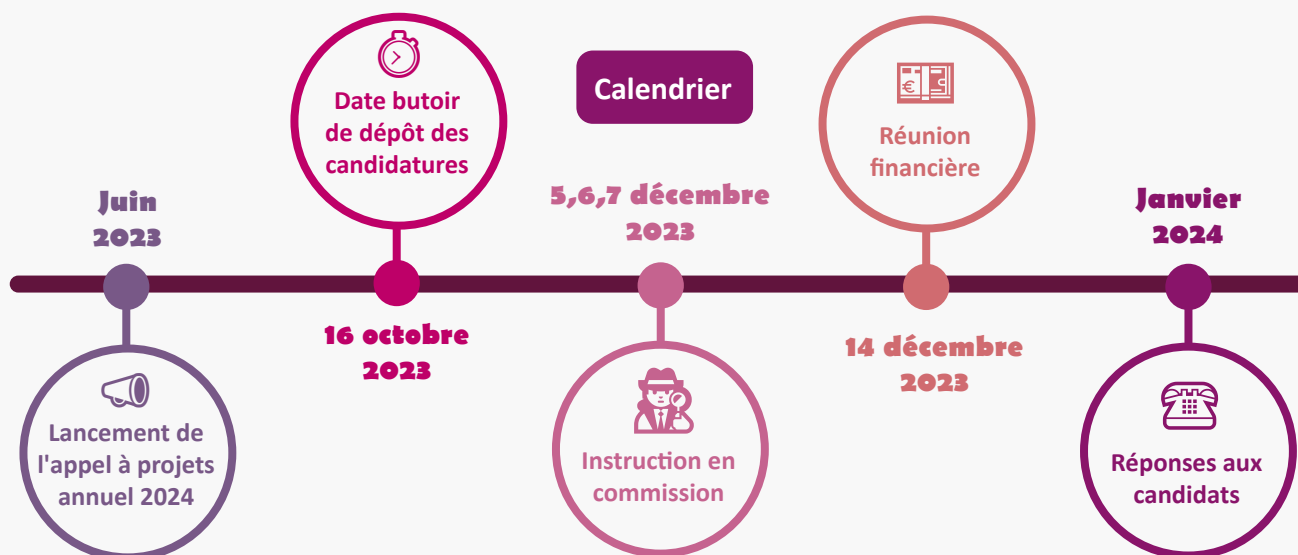 Calendrier
Juin
2023
Lancement de
l'appel à projets
annuel 2024
Date butoir
de dépôt des
candidatures
16 octobre
2023
5,6,7 décembre
2023
Instruction en
commission
€
Réunion
financière
14 décembre
2023
Janvier
2024
Réponses aux
candidats